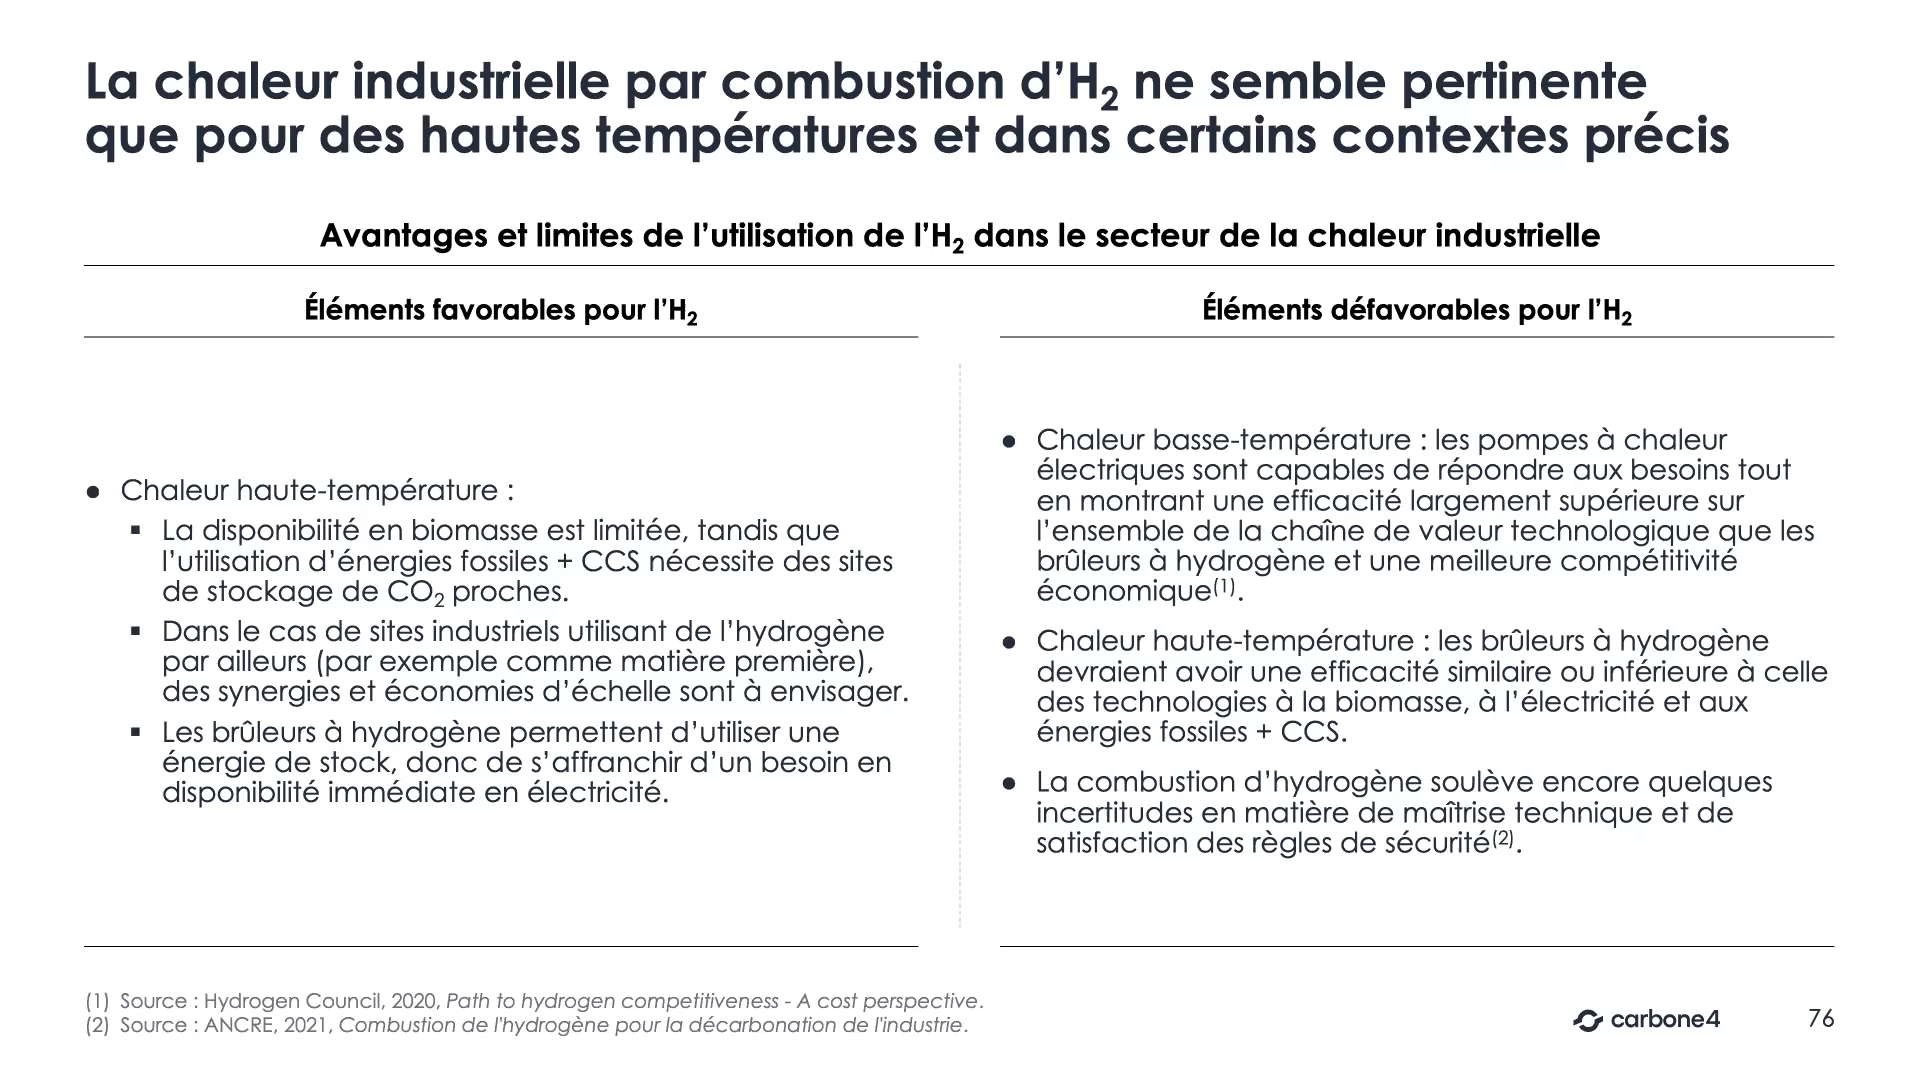 La chaleur industrielle par combustion d’H₂ ne semble pertinente
que pour des hautes températures et dans certains contextes précis
Avantages et limites de l’utilisation de l’H₂ dans le secteur de la chaleur industrielle
Éléments favorables pour l’H₂
● Chaleur haute-température :
▪ La disponibilité en biomasse est limitée, tandis que
l’utilisation d’énergies fossiles + CCS nécessite des sites
de stockage de CO₂ proches.
▪ Dans le cas de sites industriels utilisant de l’hydrogène
par ailleurs (par exemple comme matière première),
des synergies et économies d’échelle sont à envisager.
▪ Les brûleurs à hydrogène permettent d’utiliser une
énergie de stock, donc de s’affranchir d’un besoin en
disponibilité immédiate en électricité.
Éléments défavorables pour l’H₂
● Chaleur basse-température : les pompes à chaleur
électriques sont capables de répondre aux besoins tout
en montrant une efficacité largement supérieure sur
l’ensemble de la chaîne de valeur technologique que les
brûleurs à hydrogène et une meilleure compétitivité
économique⁽¹⁾.
● Chaleur haute-température : les brûleurs à hydrogène
devraient avoir une efficacité similaire ou inférieure à celle
des technologies à la biomasse, à l’électricité et aux
énergies fossiles + CCS.
● La combustion d’hydrogène soulève encore quelques
incertitudes en matière de maîtrise technique et de
satisfaction des règles de sécurité⁽²⁾.
(1) Source : Hydrogen Council, 2020, Path to hydrogen competitiveness - A cost perspective.
(2) Source : ANCRE, 2021, Combustion de l'hydrogène pour la décarbonation de l'industrie.
carbone4
76